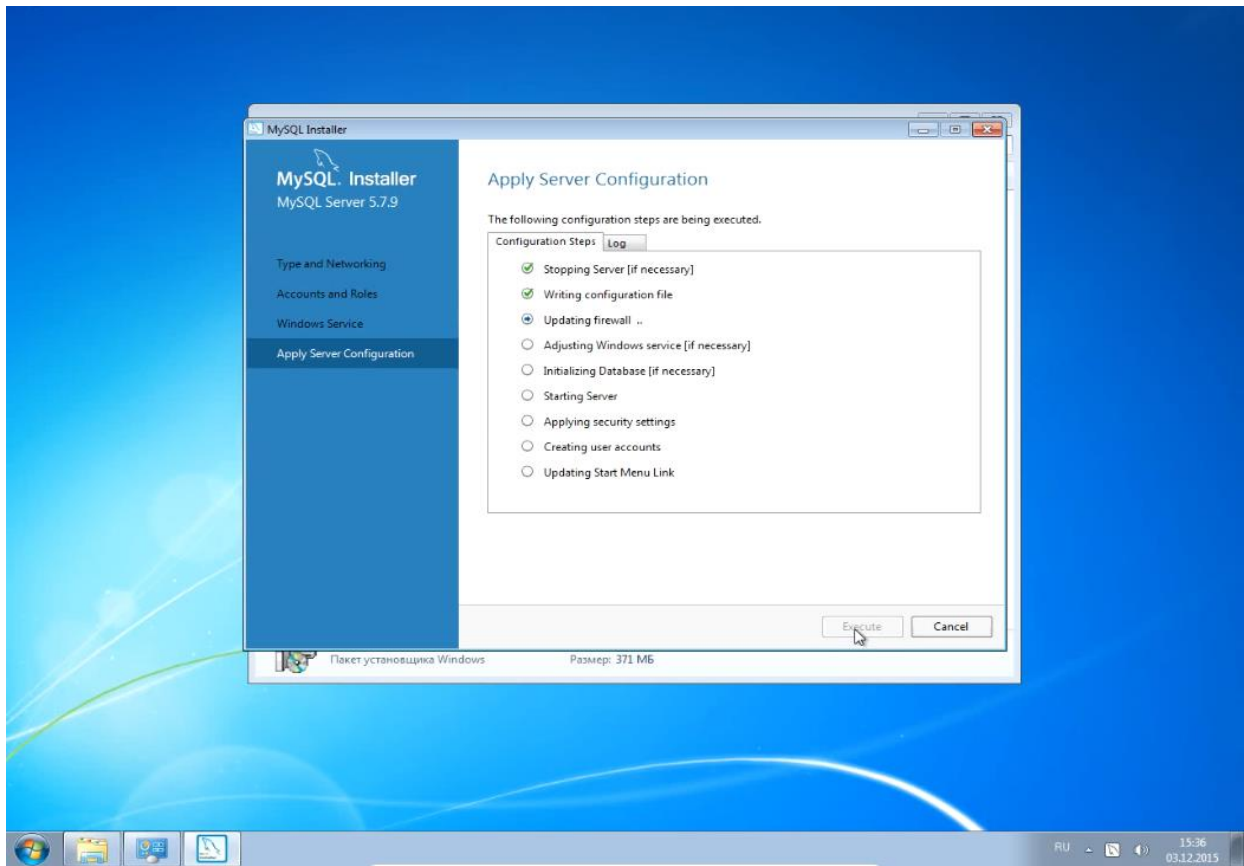 MySQL Installer
MySQL. Installer
MySQL Server 5.7.9
Type and Networking
Accounts and Roles
Windows Service
Apply Server Configuration
Apply Server Configuration
The following configuration steps are being executed.
Configuration Steps Log
Stopping Server [if necessary]
Writing configuration file
Updating firewall ..
Adjusting Windows service [if necessary]
Initializing Database [if necessary]
Starting Server
Applying security settings
Creating user accounts
Updating Start Menu Link
Execute Cancel
Пакет установщика Windows Размер: 371 МБ
RU 15:36
03.12.2015